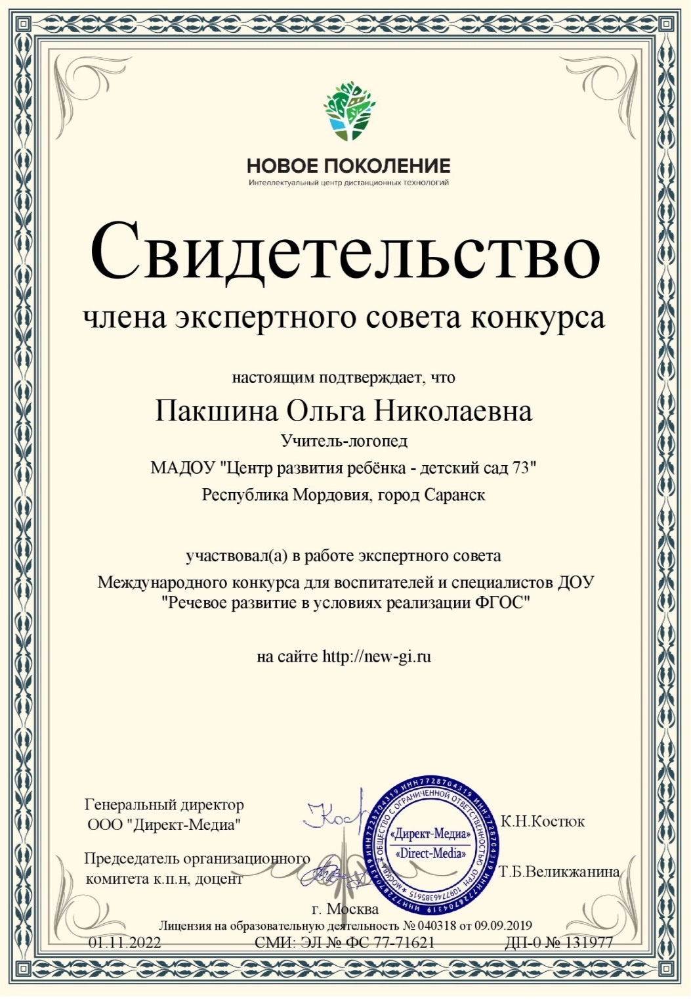 НОВОЕ ПОКОЛЕНИЕ
Интеллектуальный центр дистанционных технологий
Свидетельство
члена экспертного совета конкурса
настоящим подтверждает, что
Пакшина Ольга Николаевна
Учитель-логопед
МАДОУ "Центр развития ребёнка - детский сад 73"
Республика Мордовия, город Саранск
участвовал(а) в работе экспертного совета
Международного конкурса для воспитателей и специалистов ДОУ
"Речевое развитие в условиях реализации ФГОС"
на сайте http://new-gi.ru
Генеральный директор
ООО "Директ-Медиа"
К.Н.Костюк
Председатель организационного
комитета к.п.н, доцент
Т.Б.Великжанина
ИНН7728704319 ИНН7728704319 ИНН7728704319 ИНН7728704319 ИНН7728704319
ОБЩЕСТВО С ОГРАНИЧЕННОЙ ОТВЕТСТВЕННОСТЬЮ ОГРН 1097746385615 * МОСКВА *
«Директ-Медиа»
«Direct-Media»
г. Москва
Лицензия на образовательную деятельность № 040318 от 09.09.2019
01.11.2022
СМИ: ЭЛ № ФС 77-71621
ДП-0 № 131977